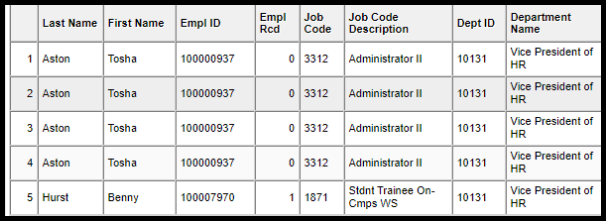 Last Name First Name Empl ID Empl Rcd Job Code Job Code Description Dept ID Department Name
1 Aston Tosha 100000937 0 3312 Administrator II 10131 Vice President of HR
2 Aston Tosha 100000937 0 3312 Administrator II 10131 Vice President of HR
3 Aston Tosha 100000937 0 3312 Administrator II 10131 Vice President of HR
4 Aston Tosha 100000937 0 3312 Administrator II 10131 Vice President of HR
5 Hurst Benny 100007970 1 1871 Stdnt Trainee On-Cmps WS 10131 Vice President of HR